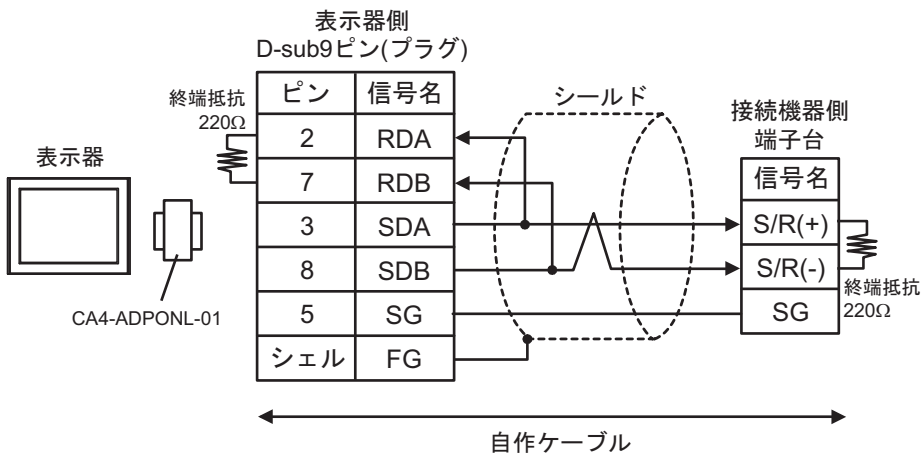 表示器側
D-sub9ピン(プラグ)
終端抵抗
220Ω
ピン 信号名
2 RDA
7 RDB
3 SDA
8 SDB
5 SG
シェル FG
表示器
CA4-ADPONL-01
シールド
接続機器側
端子台
信号名
S/R(+)
S/R(-)
SG
終端抵抗
220Ω
自作ケーブル